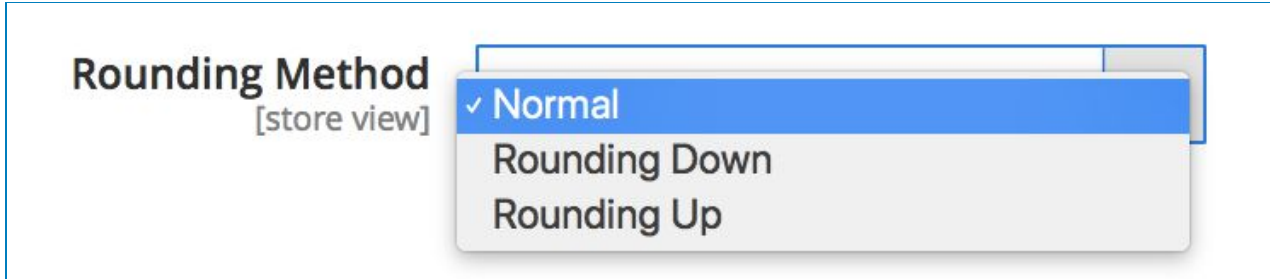 Rounding Method
[store view]
✓ Normal
Rounding Down
Rounding Up